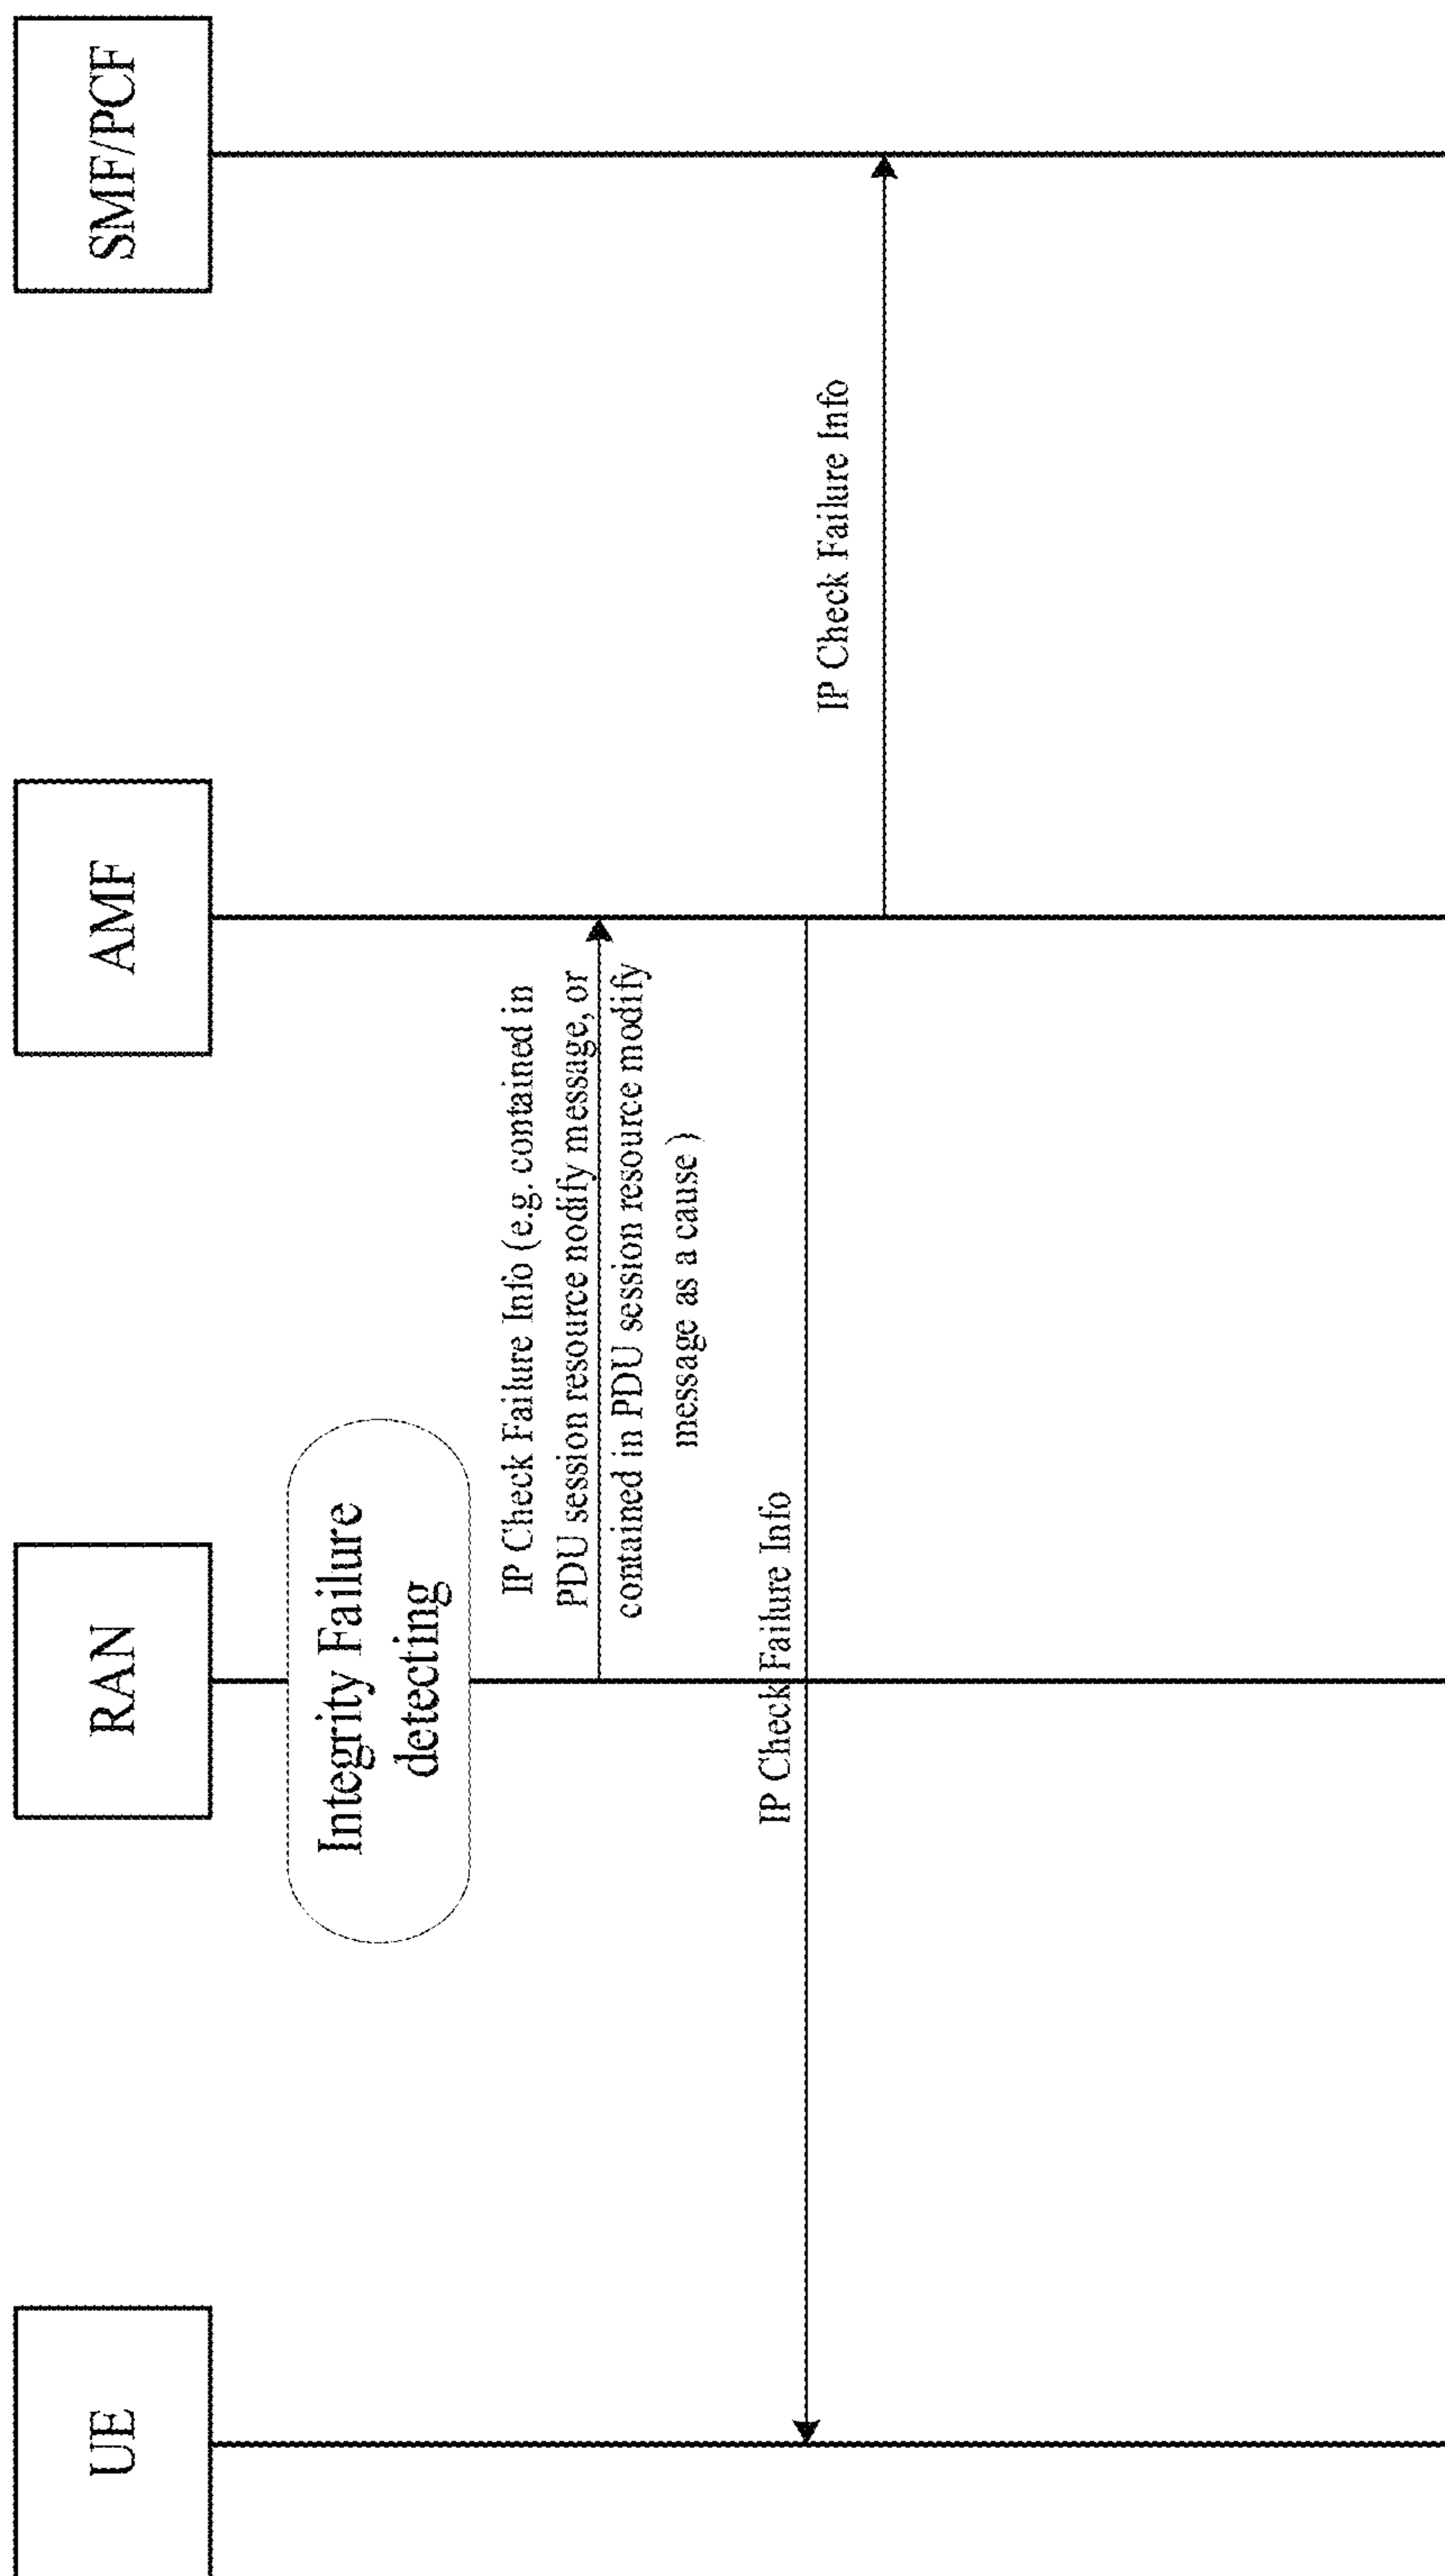 UE
RAN
AMF
SMF/PCF
Integrity Failure
detecting
IP Check Failure Info (e.g. contained in
PDU session resource nodify message, or
contained in PDU session resource modify
message as a cause )
IP Check Failure Info
IP Check Failure Info